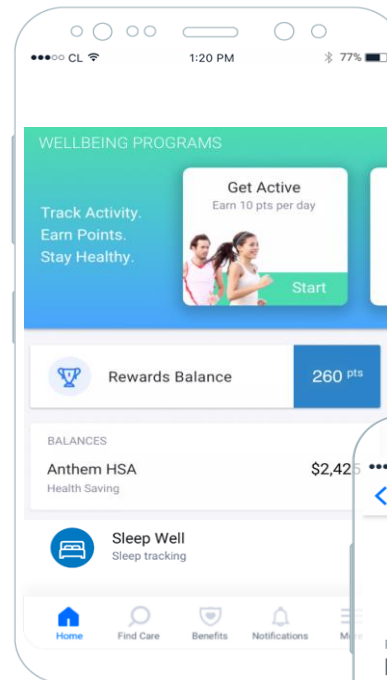 CL 1:20 PM 77%
WELLBEING PROGRAMS
Get Active
Earn 10 pts per day
Track Activity.
Earn Points.
Stay Healthy.
Start
Rewards Balance 260 pts
BALANCES
Anthem HSA $2,425
Health Saving
Sleep Well
Sleep tracking
Home Find Care Benefits Notifications